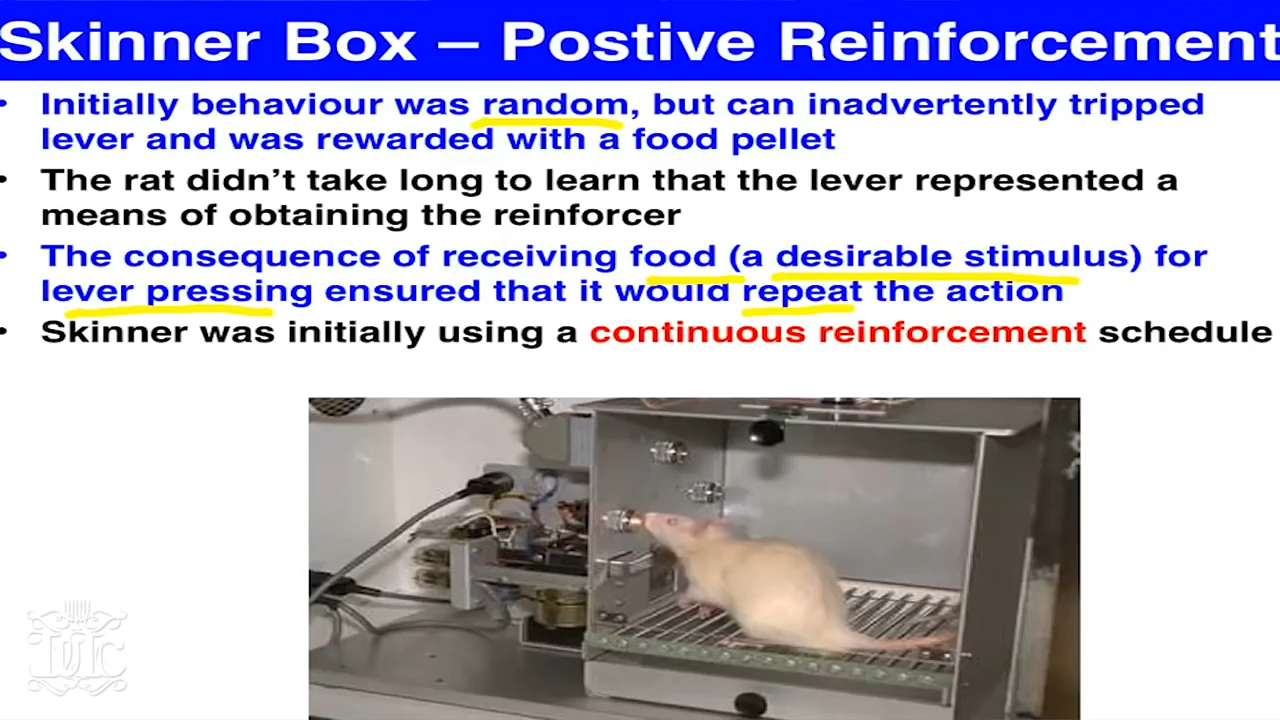 Skinner Box – Postive Reinforcement
• Initially behaviour was random, but can inadvertently tripped
lever and was rewarded with a food pellet
• The rat didn’t take long to learn that the lever represented a
means of obtaining the reinforcer
• The consequence of receiving food (a desirable stimulus) for
lever pressing ensured that it would repeat the action
• Skinner was initially using a continuous reinforcement schedule